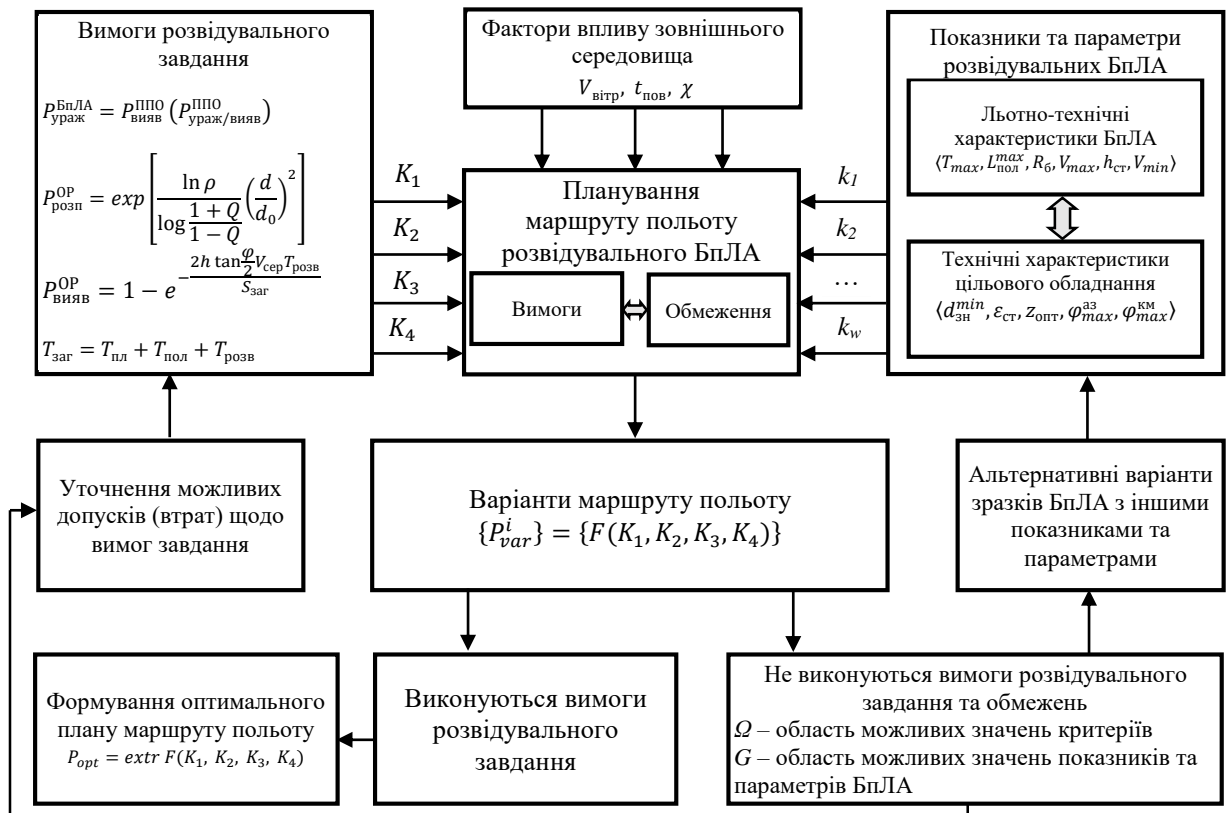 Вимоги розвідувального
завдання
P_{ураж}^{БпЛА} = P_{вияв}^{ППО} (P_{ураж/вияв}^{ППО})
P_{розп}^{ОР} = exp [ \frac{ln ρ}{log \frac{1 + Q}{1 − Q}} (\frac{d}{d_0})^2 ]
P_{вияв}^{ОР} = 1 − e^{−\frac{2h tan\frac{φ}{2} V_{сер} T_{розв}}{S_{заг}}}
T_{заг} = T_{пл} + T_{пол} + T_{розв}
Фактори впливу зовнішнього
середовища
V_{вітр}, t_{пов}, χ
Показники та параметри
розвідувальних БпЛА
Льотно-технічні
характеристики БпЛА
⟨T_{max}, L_{пол}^{max}, R_б, V_{max}, h_{ст}, V_{min}⟩
Технічні характеристики
цільового обладнання
⟨d_{зн}^{min}, ε_{ст}, z_{опт}, φ_{max}^{аз}, φ_{max}^{км}⟩
K_1
K_2
K_3
K_4
Планування
маршруту польоту
розвідувального БпЛА
Вимоги
Обмеження
k_1
k_2
…
k_w
Уточнення можливих
допусків (втрат) щодо
вимог завдання
Варіанти маршруту польоту
{P_{var}^i} = {F(K_1, K_2, K_3, K_4)}
Альтернативні варіанти
зразків БпЛА з іншими
показниками та
параметрами
Формування оптимального
плану маршруту польоту
P_{opt} = extr F(K_1, K_2, K_3, K_4)
Виконуються вимоги
розвідувального
завдання
Не виконуються вимоги розвідувального
завдання та обмежень
Ω – область можливих значень критеріїв
G – область можливих значень показників та
параметрів БпЛА